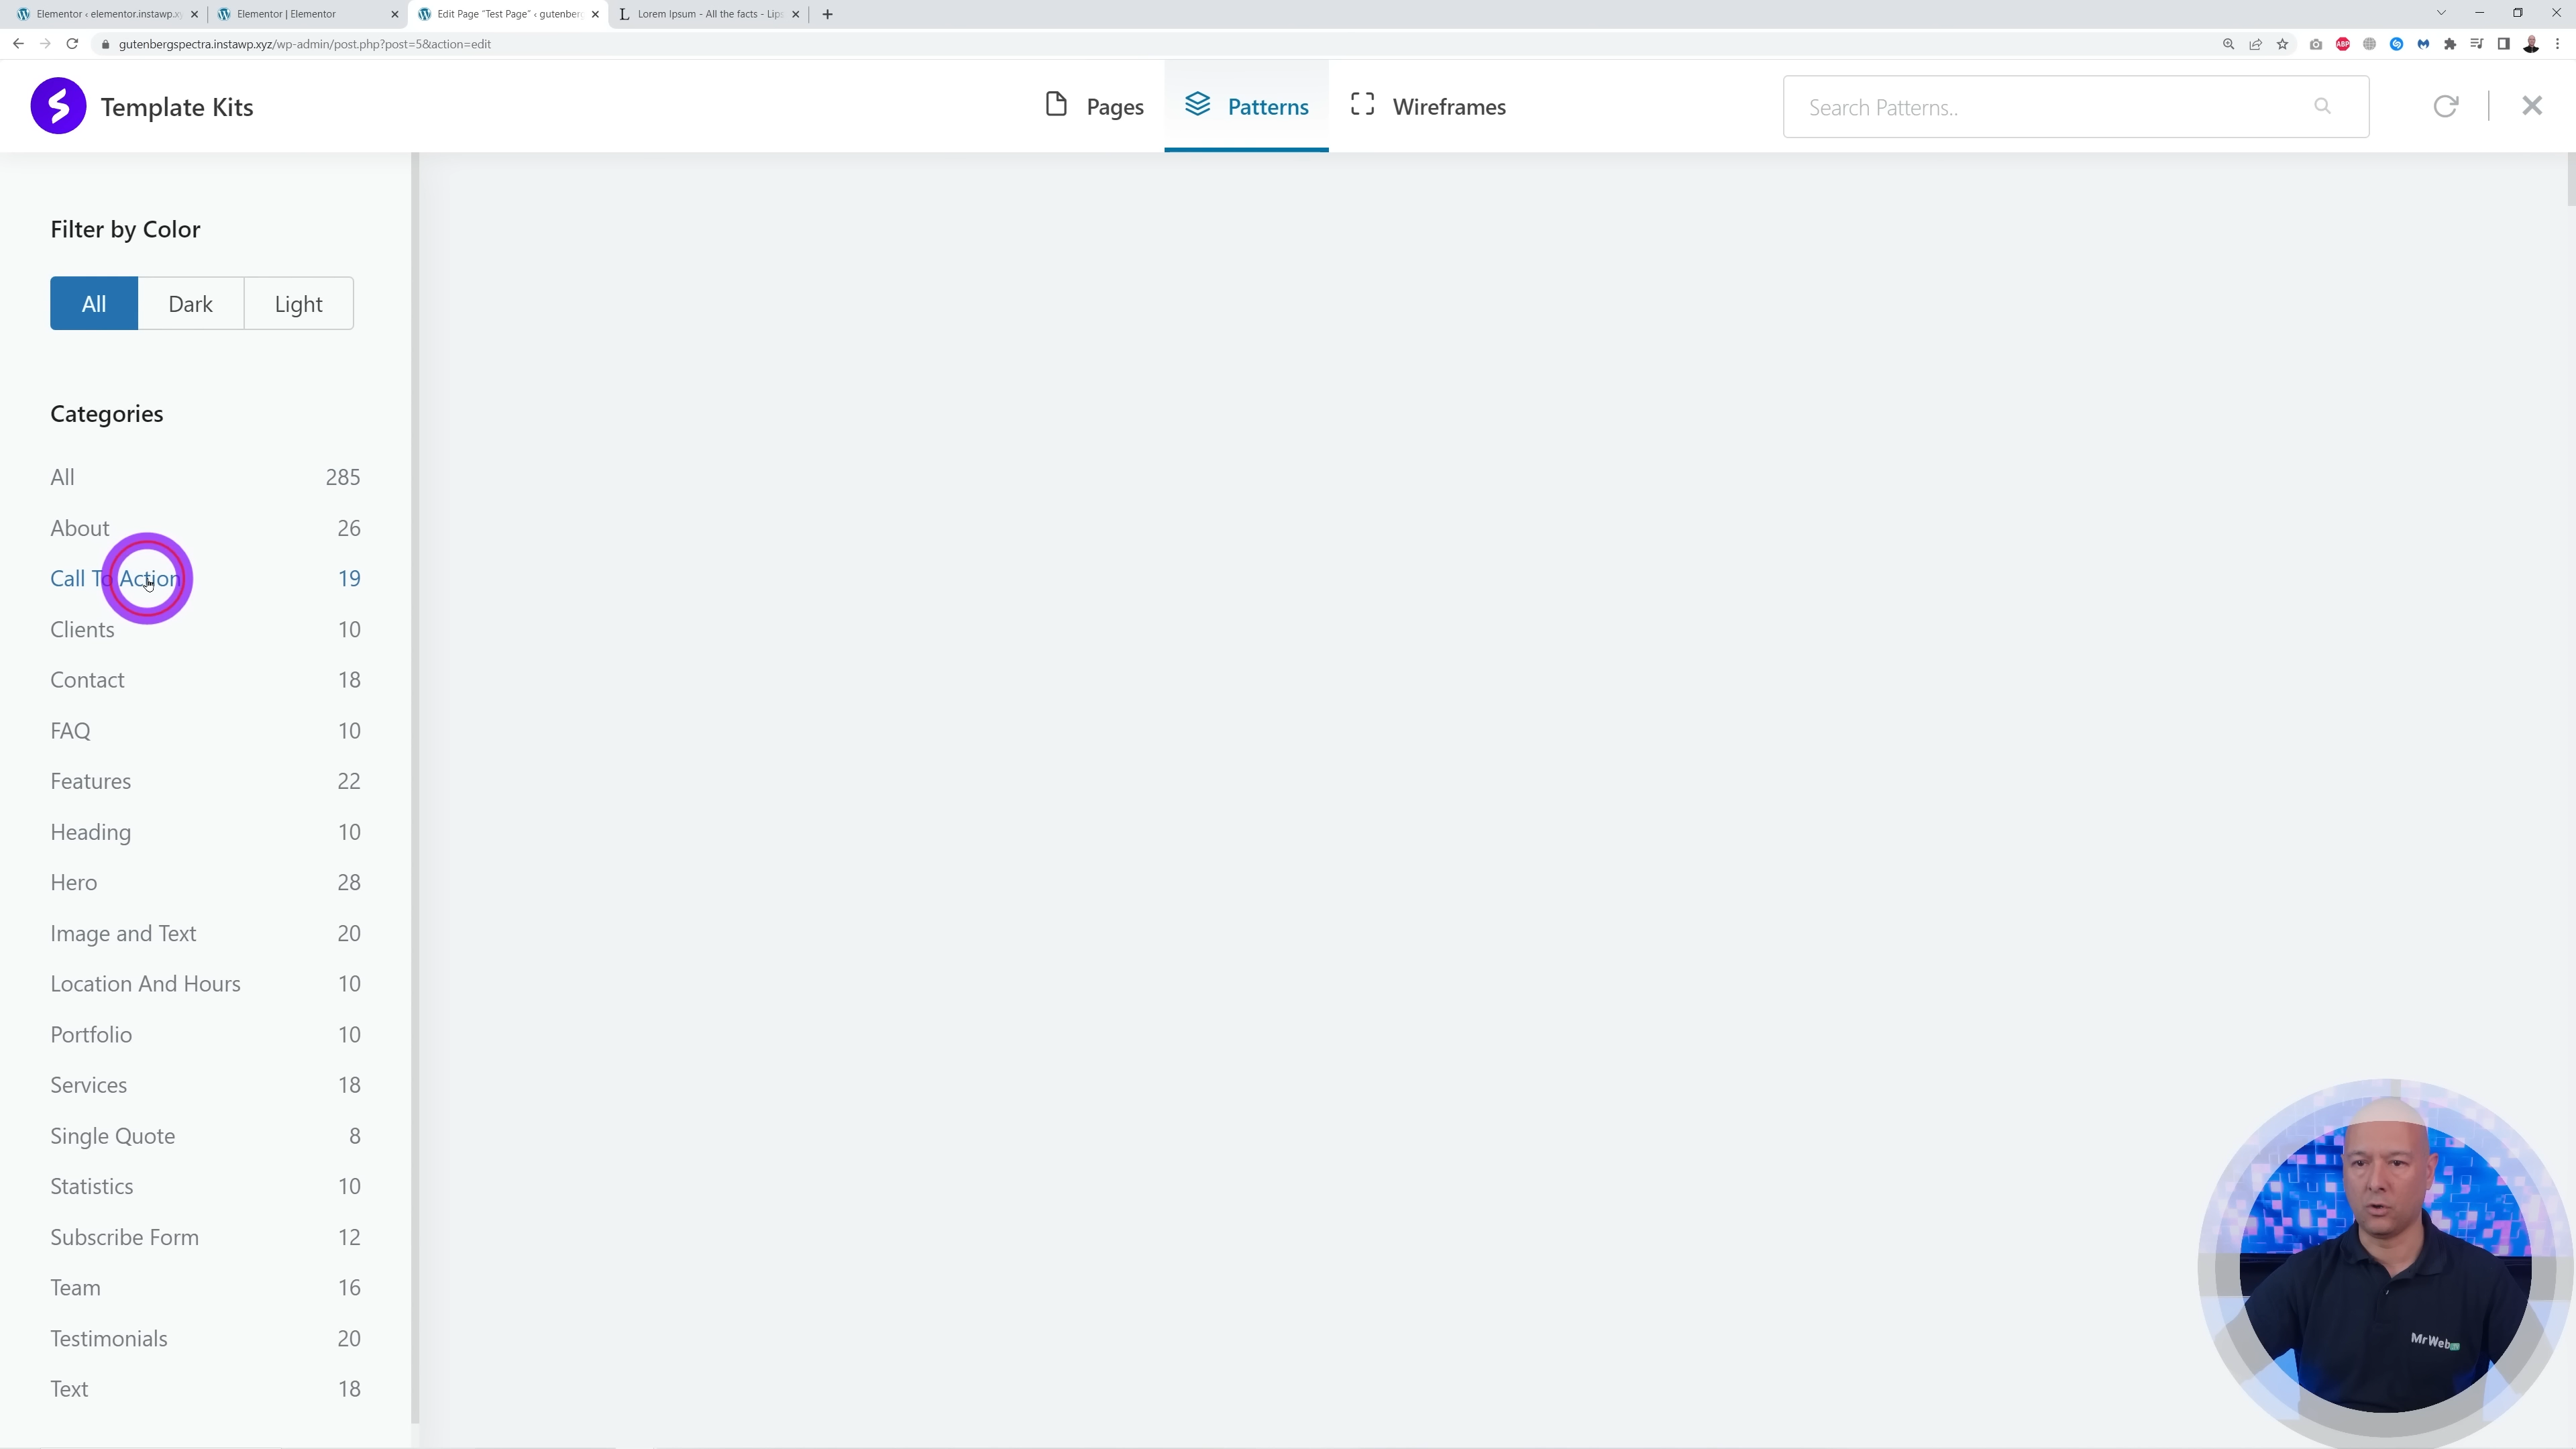 Elementor ‹ elementor.instawp.xy
Elementor | Elementor
Edit Page "Test Page" ‹ gutenberg
Lorem Ipsum - All the facts - Lips
gutenbergspectra.instawp.xyz/wp-admin/post.php?post=5&action=edit
ABP
Template Kits
Pages
Patterns
Wireframes
Search Patterns..
Filter by Color
All
Dark
Light
Categories
All 285
About 26
Call To Action 19
Clients 10
Contact 18
FAQ 10
Features 22
Heading 10
Hero 28
Image and Text 20
Location And Hours 10
Portfolio 10
Services 18
Single Quote 8
Statistics 10
Subscribe Form 12
Team 16
Testimonials 20
Text 18
MrWeb